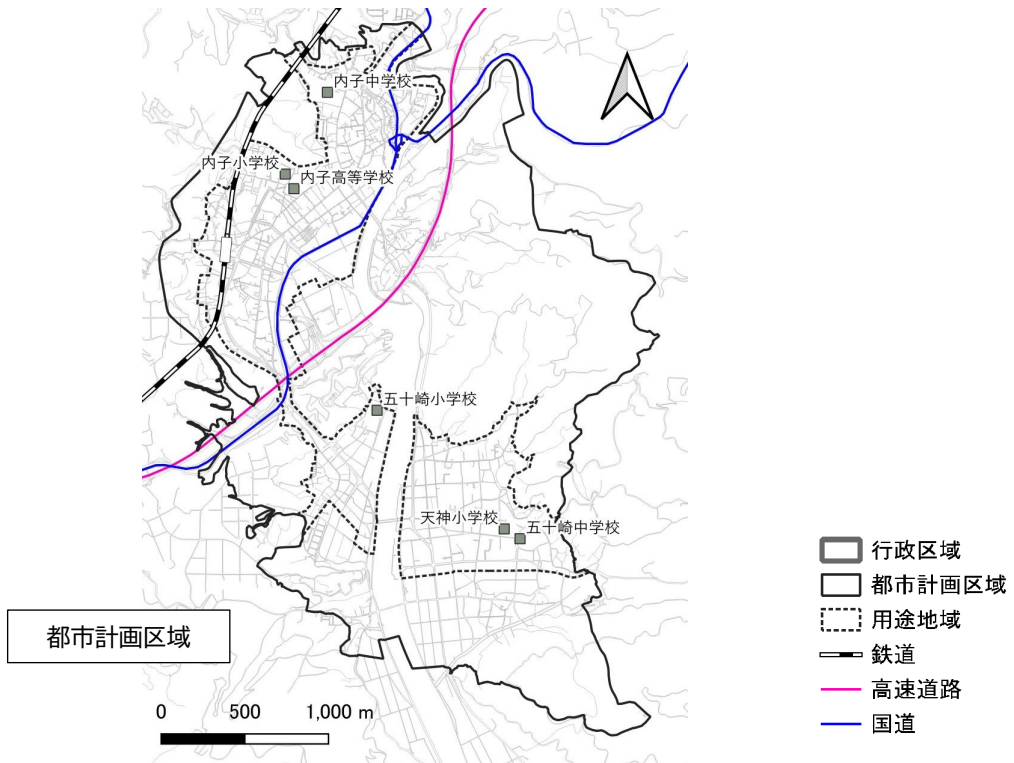 内子中学校
内子小学校
内子高等学校
五十崎小学校
天神小学校
五十崎中学校
行政区域
都市計画区域
用途地域
鉄道
高速道路
国道
都市計画区域
0 500 1,000 m